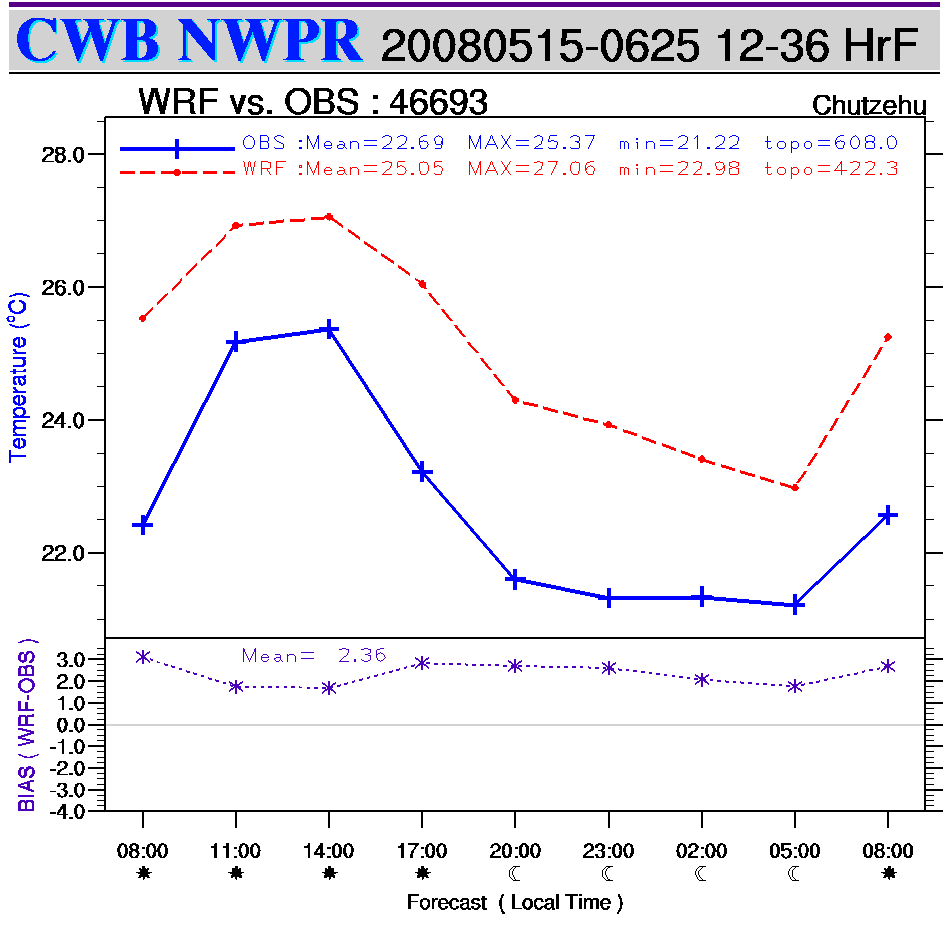 CWB NWPR 20080515-0625 12-36 HrF
WRF vs. OBS : 46693
Chutzehu
OBS :Mean=22.69 MAX=25.37 min=21.22 topo=608.0
WRF :Mean=25.05 MAX=27.06 min=22.98 topo=422.3
28.0
26.0
24.0
22.0
Temperature (°C)
Mean= 2.36
3.0
2.0
1.0
0.0
-1.0
-2.0
-3.0
-4.0
BIAS ( WRF-OBS )
08:00 11:00 14:00 17:00 20:00 23:00 02:00 05:00 08:00
Forecast ( Local Time )